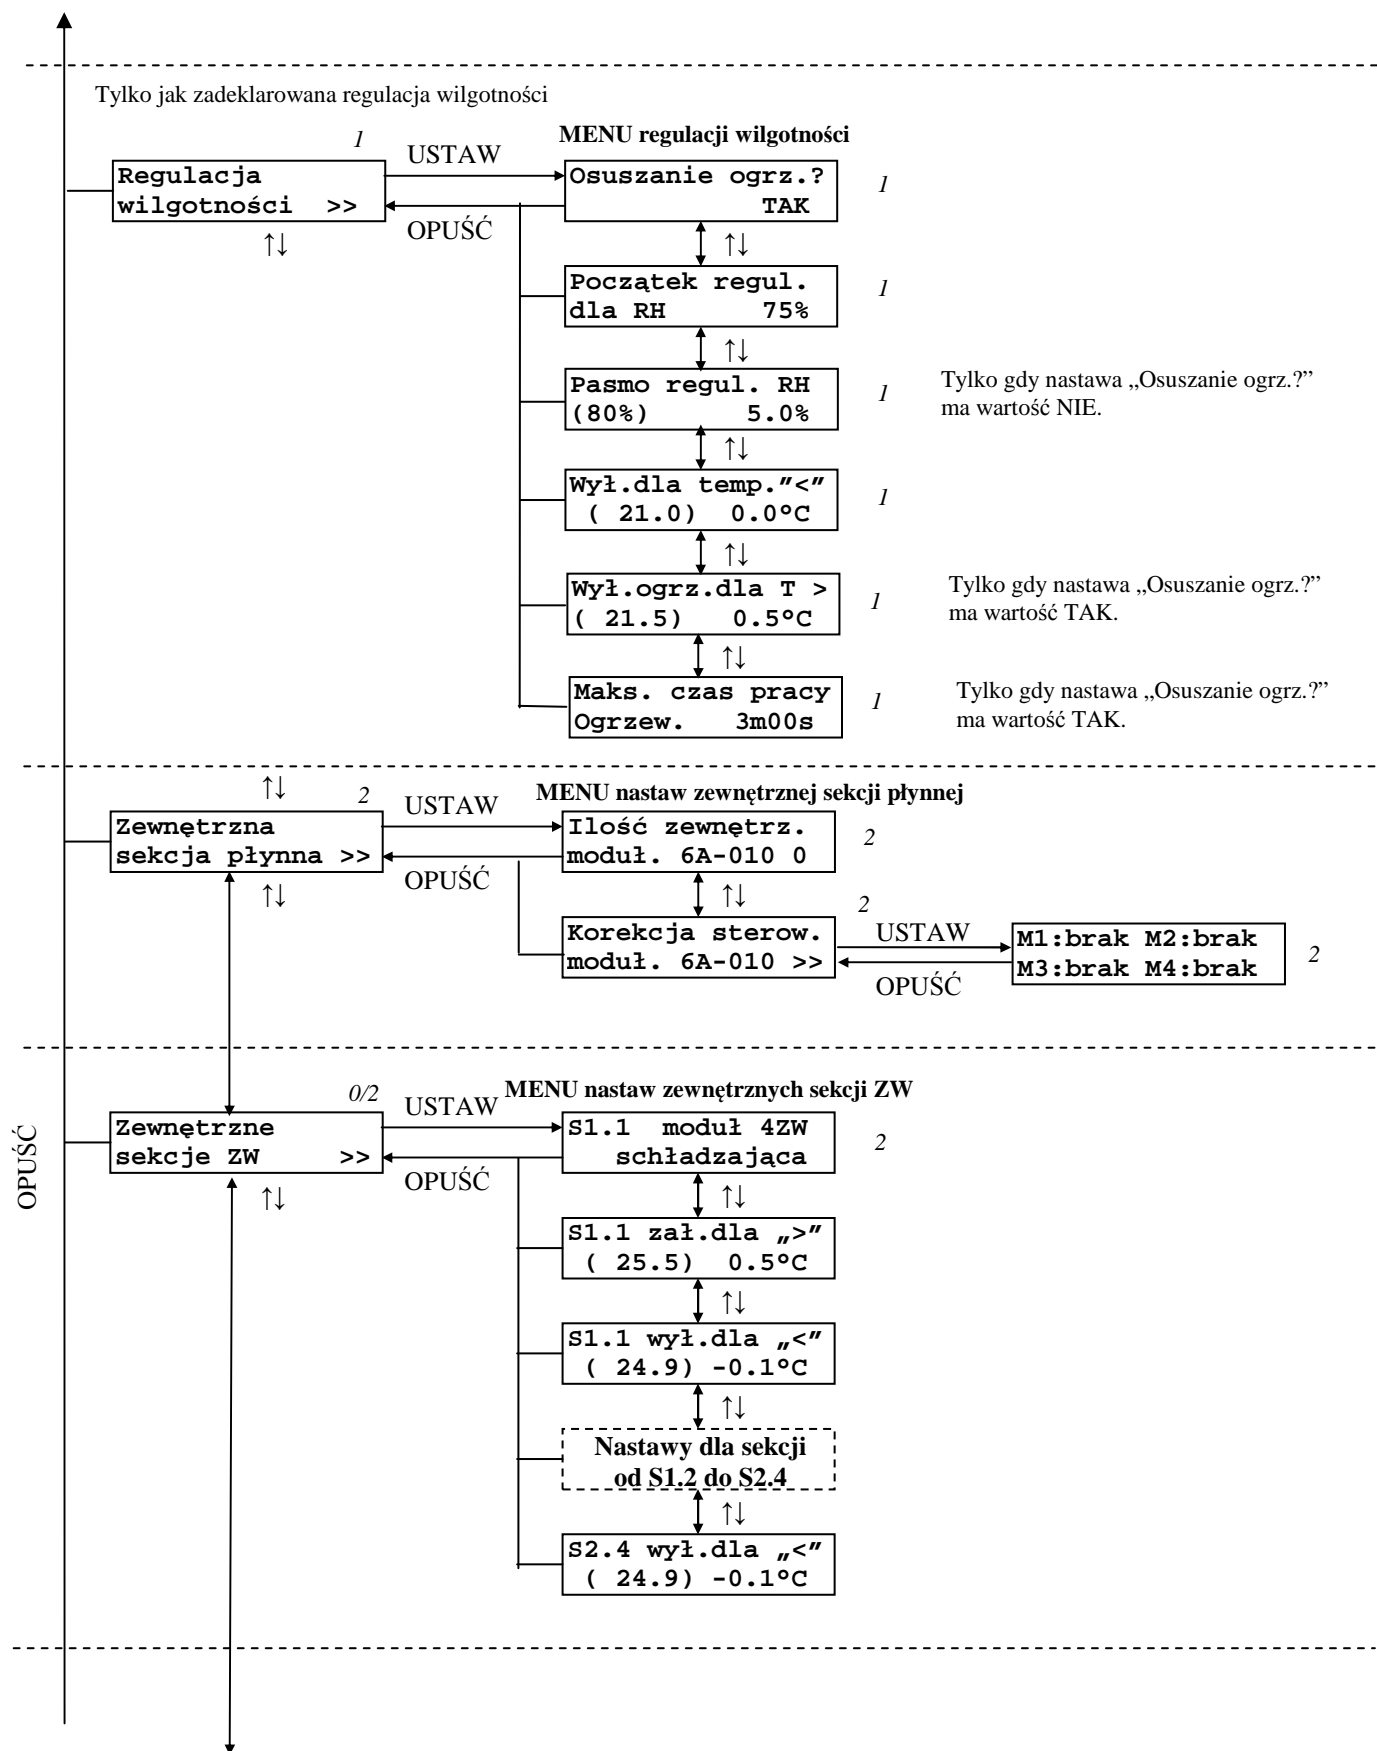 Tylko jak zadeklarowana regulacja wilgotności
1
USTAW
MENU regulacji wilgotności
Regulacja
wilgotności >>
OPUŚĆ
↑↓
Osuszanie ogrz.?
TAK
1
↑↓
Początek regul.
dla RH 75%
1
↑↓
Pasmo regul. RH
(80%) 5.0%
1
Tylko gdy nastawa „Osuszanie ogrz.?”
ma wartość NIE.
↑↓
Wył.dla temp.″<″
( 21.0) 0.0°C
1
↑↓
Wył.ogrz.dla T >
( 21.5) 0.5°C
1
Tylko gdy nastawa „Osuszanie ogrz.?”
ma wartość TAK.
↑↓
Maks. czas pracy
Ogrzew. 3m00s
1
Tylko gdy nastawa „Osuszanie ogrz.?”
ma wartość TAK.
↑↓
2
USTAW
MENU nastaw zewnętrznej sekcji płynnej
Zewnętrzna
sekcja płynna >>
OPUŚĆ
↑↓
Ilość zewnętrz.
moduł. 6A-010 0
2
↑↓
2
Korekcja sterow.
moduł. 6A-010 >>
USTAW
OPUŚĆ
M1:brak M2:brak
M3:brak M4:brak
2
0/2
USTAW
MENU nastaw zewnętrznych sekcji ZW
OPUŚĆ
Zewnętrzne
sekcje ZW >>
OPUŚĆ
↑↓
S1.1 moduł 4ZW
schładzająca
2
↑↓
S1.1 zał.dla „>″
( 25.5) 0.5°C
↑↓
S1.1 wył.dla „<″
( 24.9) -0.1°C
↑↓
Nastawy dla sekcji
od S1.2 do S2.4
↑↓
S2.4 wył.dla „<″
( 24.9) -0.1°C